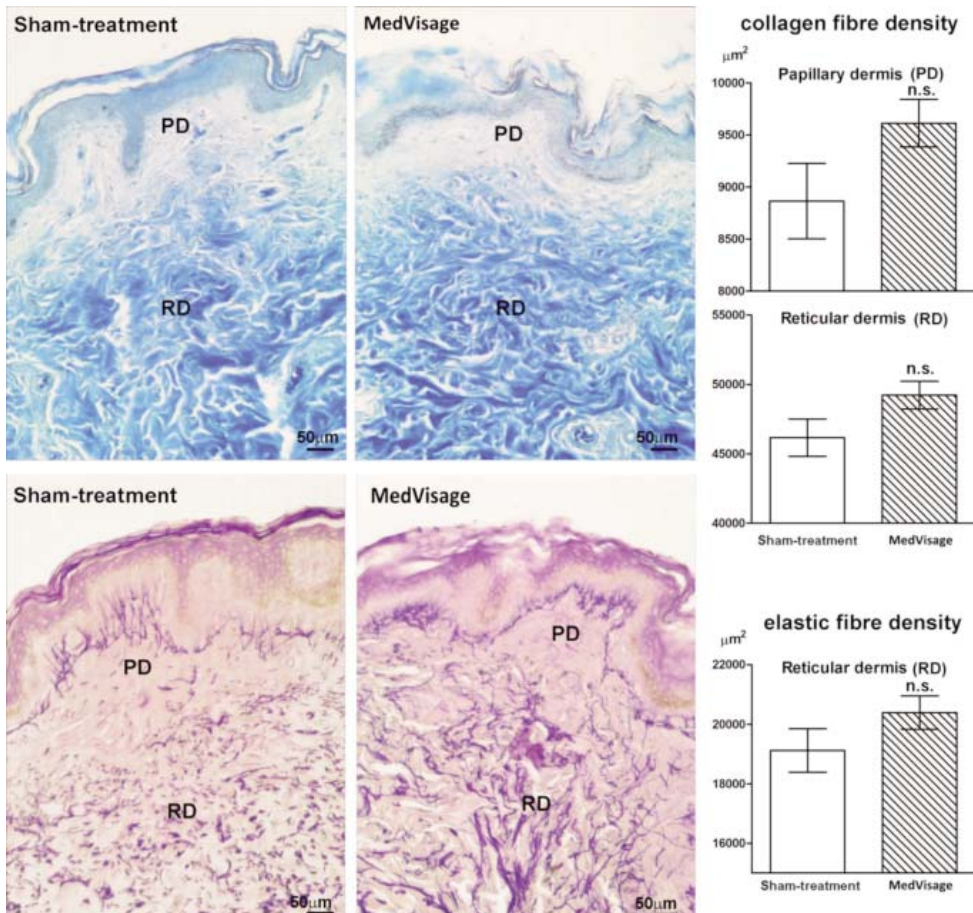 Sham-treatment
PD
RD
50μm
MedVisage
PD
RD
50μm
collagen fibre density
μm²
Papillary dermis (PD)
n.s.
10000
9500
9000
8500
8000
Reticular dermis (RD)
n.s.
55000
50000
45000
40000
Sham-treatment MedVisage
Sham-treatment
PD
RD
50μm
MedVisage
PD
RD
50μm
elastic fibre density
μm²
Reticular dermis (RD)
n.s.
22000
20000
18000
16000
Sham-treatment MedVisage